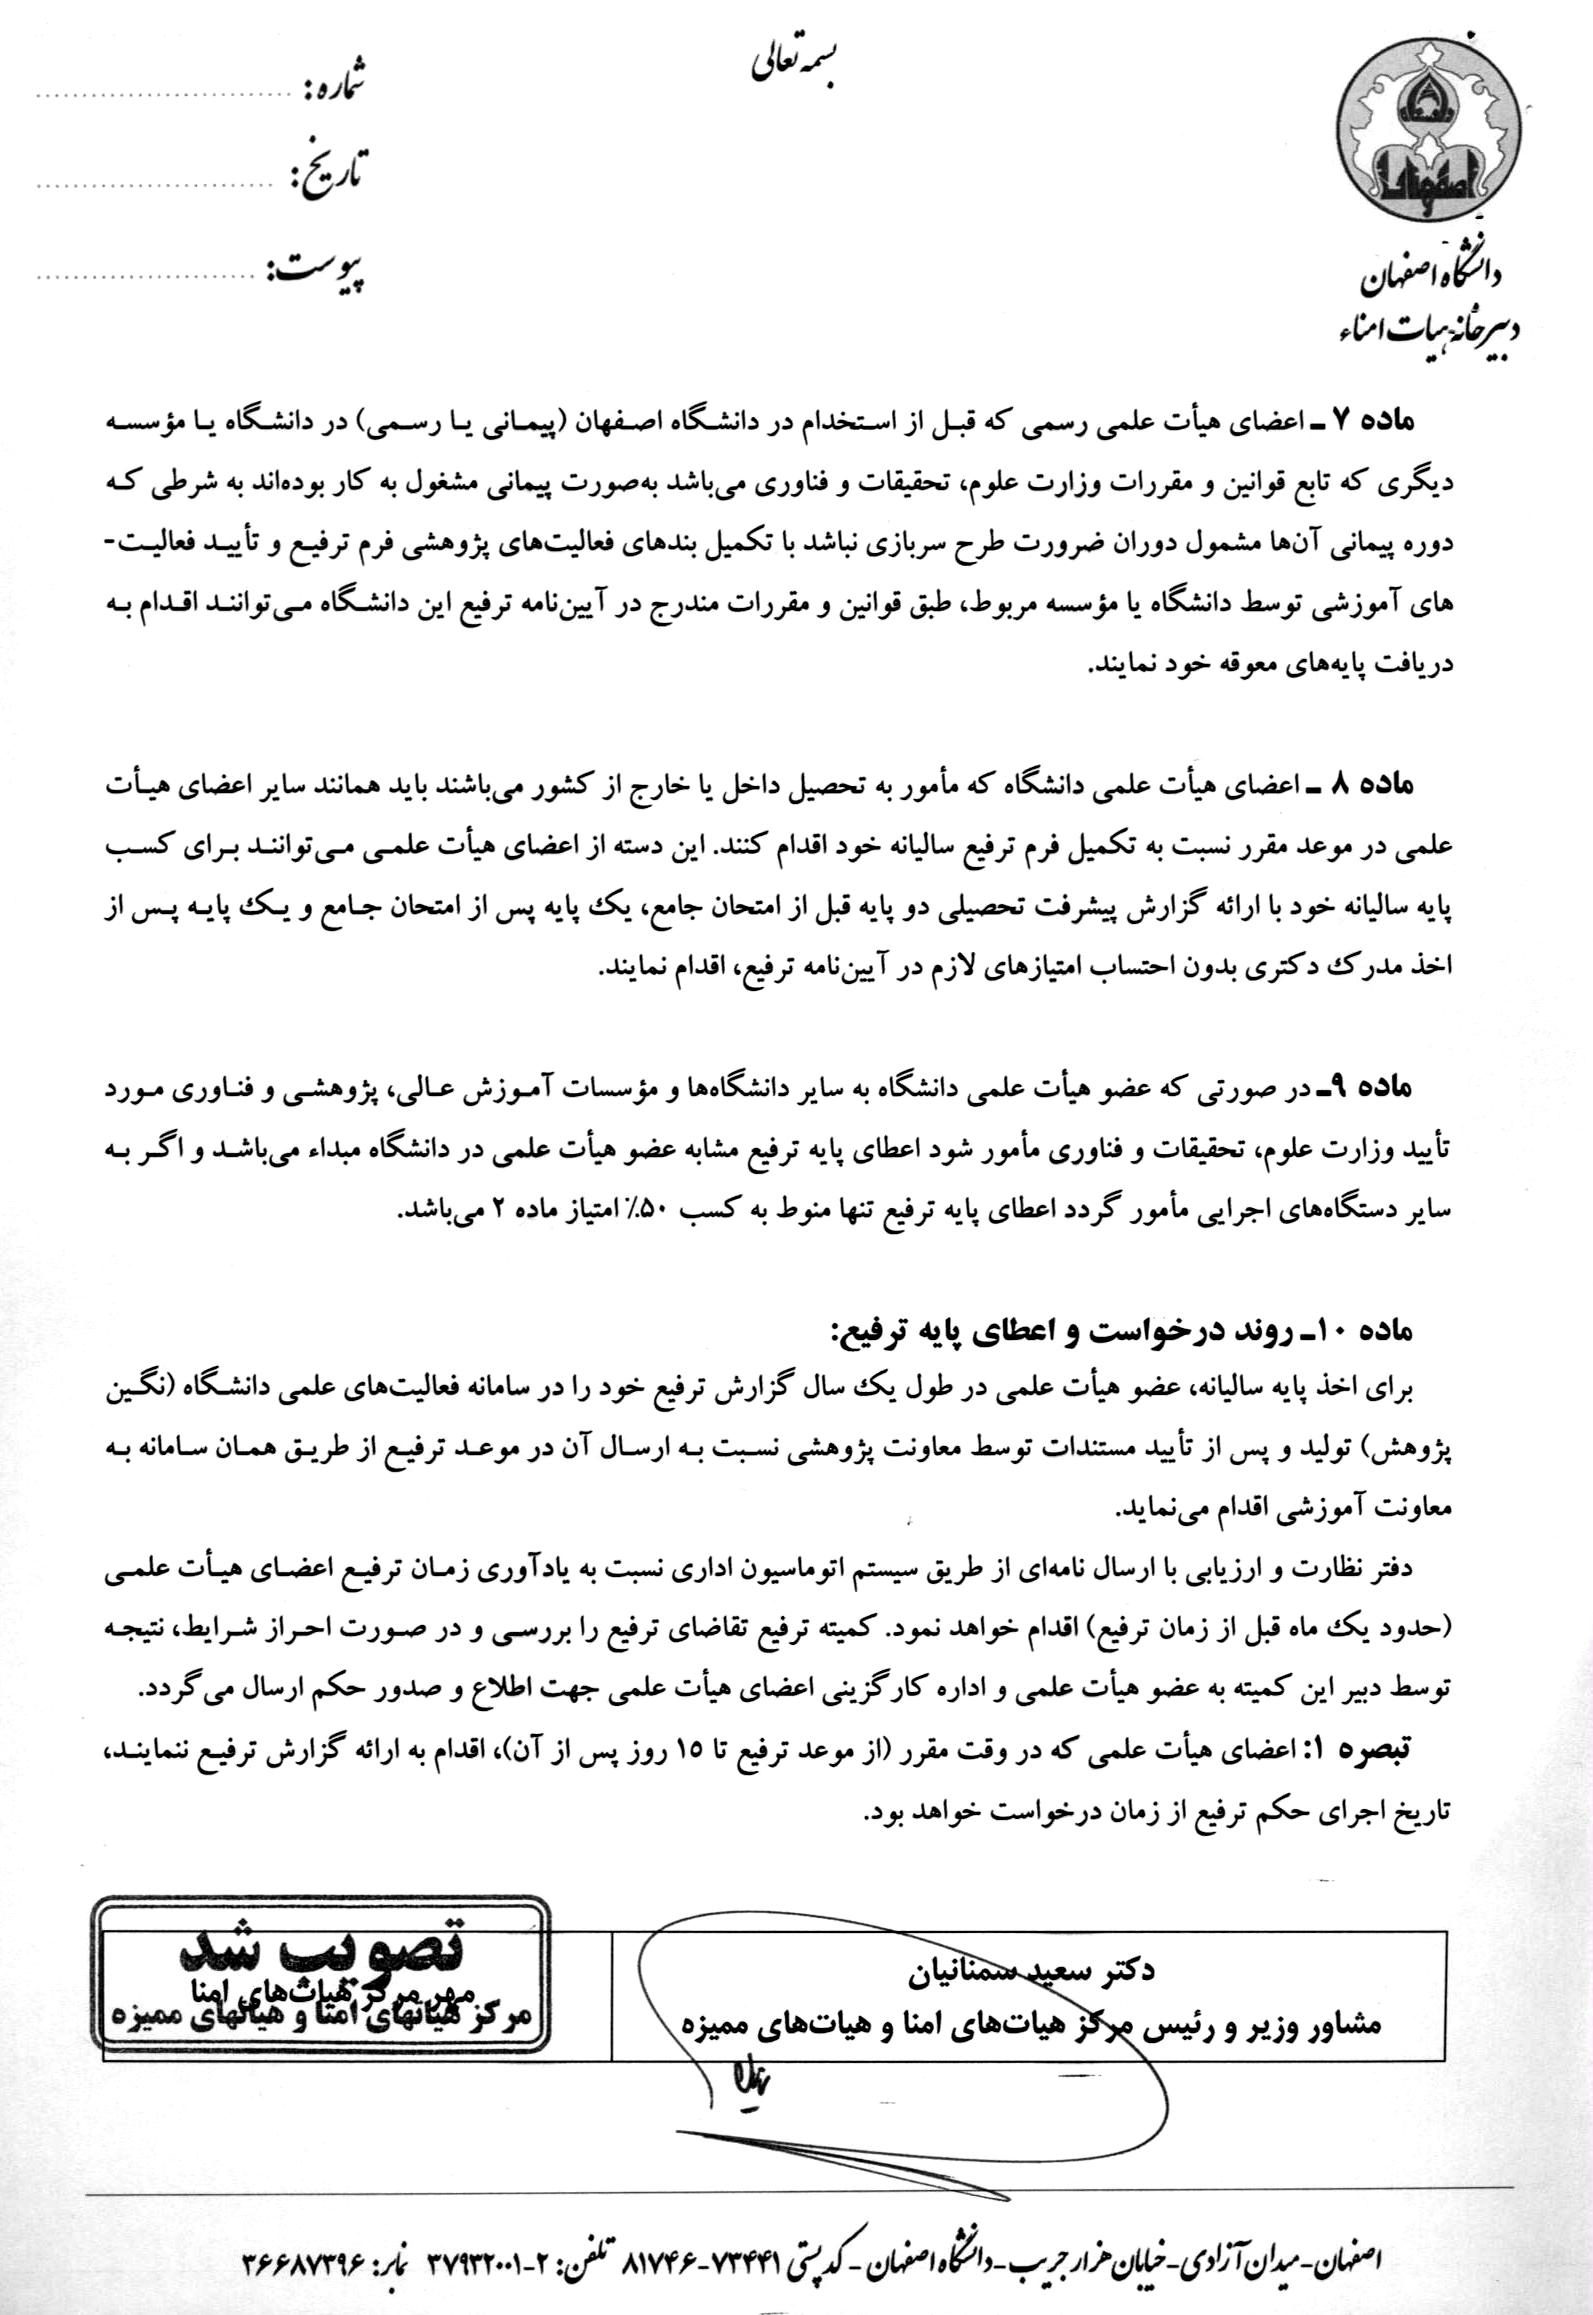 بسمه تعالی
شماره: ............................
تاریخ: ............................
پیوست: ............................
دانشگاه اصفهان
دبیرخانه هیات امناء
ماده ۷ ـ اعضای هیأت علمی رسمی که قبل از استخدام در دانشگاه اصفهان (پیمانی یا رسمی) در دانشگاه یا مؤسسه
دیگری که تابع قوانین و مقررات وزارت علوم، تحقیقات و فناوری می‌باشد به‌صورت پیمانی مشغول به کار بوده‌اند به شرطی که
دوره پیمانی آن‌ها مشمول دوران ضرورت طرح سربازی نباشد با تکمیل بندهای فعالیت‌های پژوهشی فرم ترفیع و تأیید فعالیت-
های آموزشی توسط دانشگاه یا مؤسسه مربوط، طبق قوانین و مقررات مندرج در آیین‌نامه ترفیع این دانشگاه می‌توانند اقدام به
دریافت پایه‌های معوقه خود نمایند.
ماده ۸ ـ اعضای هیأت علمی دانشگاه که مأمور به تحصیل داخل یا خارج از کشور می‌باشند باید همانند سایر اعضای هیأت
علمی در موعد مقرر نسبت به تکمیل فرم ترفیع سالیانه خود اقدام کنند. این دسته از اعضای هیأت علمی می‌توانند برای کسب
پایه سالیانه خود با ارائه گزارش پیشرفت تحصیلی دو پایه قبل از امتحان جامع، یک پایه پس از امتحان جامع و یک پایه پس از
اخذ مدرک دکتری بدون احتساب امتیازهای لازم در آیین‌نامه ترفیع، اقدام نمایند.
ماده ۹ـ در صورتی که عضو هیأت علمی دانشگاه به سایر دانشگاه‌ها و مؤسسات آموزش عالی، پژوهشی و فناوری مورد
تأیید وزارت علوم، تحقیقات و فناوری مأمور شود اعطای پایه ترفیع مشابه عضو هیأت علمی در دانشگاه مبداء می‌باشد و اگر به
سایر دستگاه‌های اجرایی مأمور گردد اعطای پایه ترفیع تنها منوط به کسب ۵۰٪ امتیاز ماده ۲ می‌باشد.
ماده ۱۰ـ روند درخواست و اعطای پایه ترفیع:
برای اخذ پایه سالیانه، عضو هیأت علمی در طول یک سال گزارش ترفیع خود را در سامانه فعالیت‌های علمی دانشگاه (نگین
پژوهش) تولید و پس از تأیید مستندات توسط معاونت پژوهشی نسبت به ارسال آن در موعد ترفیع از طریق همان سامانه به
معاونت آموزشی اقدام می‌نماید.
دفتر نظارت و ارزیابی با ارسال نامه‌ای از طریق سیستم اتوماسیون اداری نسبت به یادآوری زمان ترفیع اعضای هیأت علمی
(حدود یک ماه قبل از زمان ترفیع) اقدام خواهد نمود. کمیته ترفیع تقاضای ترفیع را بررسی و در صورت احراز شرایط، نتیجه
توسط دبیر این کمیته به عضو هیأت علمی و اداره کارگزینی اعضای هیأت علمی جهت اطلاع و صدور حکم ارسال می‌گردد.
تبصره ۱: اعضای هیأت علمی که در وقت مقرر (از موعد ترفیع تا ۱۵ روز پس از آن)، اقدام به ارائه گزارش ترفیع ننمایند،
تاریخ اجرای حکم ترفیع از زمان درخواست خواهد بود.
دکتر سعید سمنانیان
مشاور وزیر و رئیس مرکز هیات‌های امنا و هیات‌های ممیزه
تصویب شد
مهر مرکز هیات‌های امنا
مرکز هیاتهای امنا و هیاتهای ممیزه
اصفهان-میدان آزادی-خیابان هزارجریب-دانشگاه اصفهان - کدپستی ۷۳۴۴۱-۸۱۷۴۶ تلفن: ۲-۳۷۹۳۲۰۰۱ نمابر: ۳۶۶۸۷۳۹۶